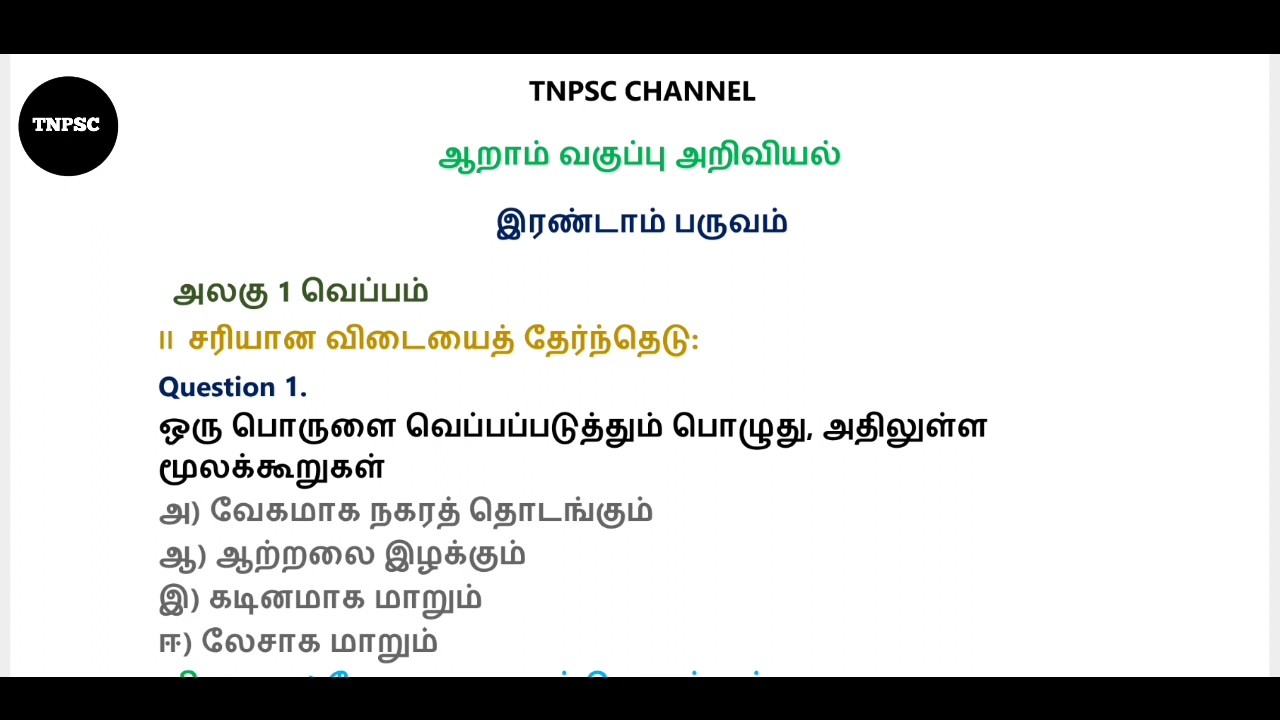 TNPSC
TNPSC CHANNEL
ஆறாம் வகுப்பு அறிவியல்
இரண்டாம் பருவம்
அலகு 1 வெப்பம்
II சரியான விடையைத் தேர்ந்தெடு:
Question 1.
ஒரு பொருளை வெப்பப்படுத்தும் பொழுது, அதிலுள்ள
மூலக்கூறுகள்
அ) வேகமாக நகரத் தொடங்கும்
ஆ) ஆற்றலை இழக்கும்
இ) கடினமாக மாறும்
ஈ) லேசாக மாறும்